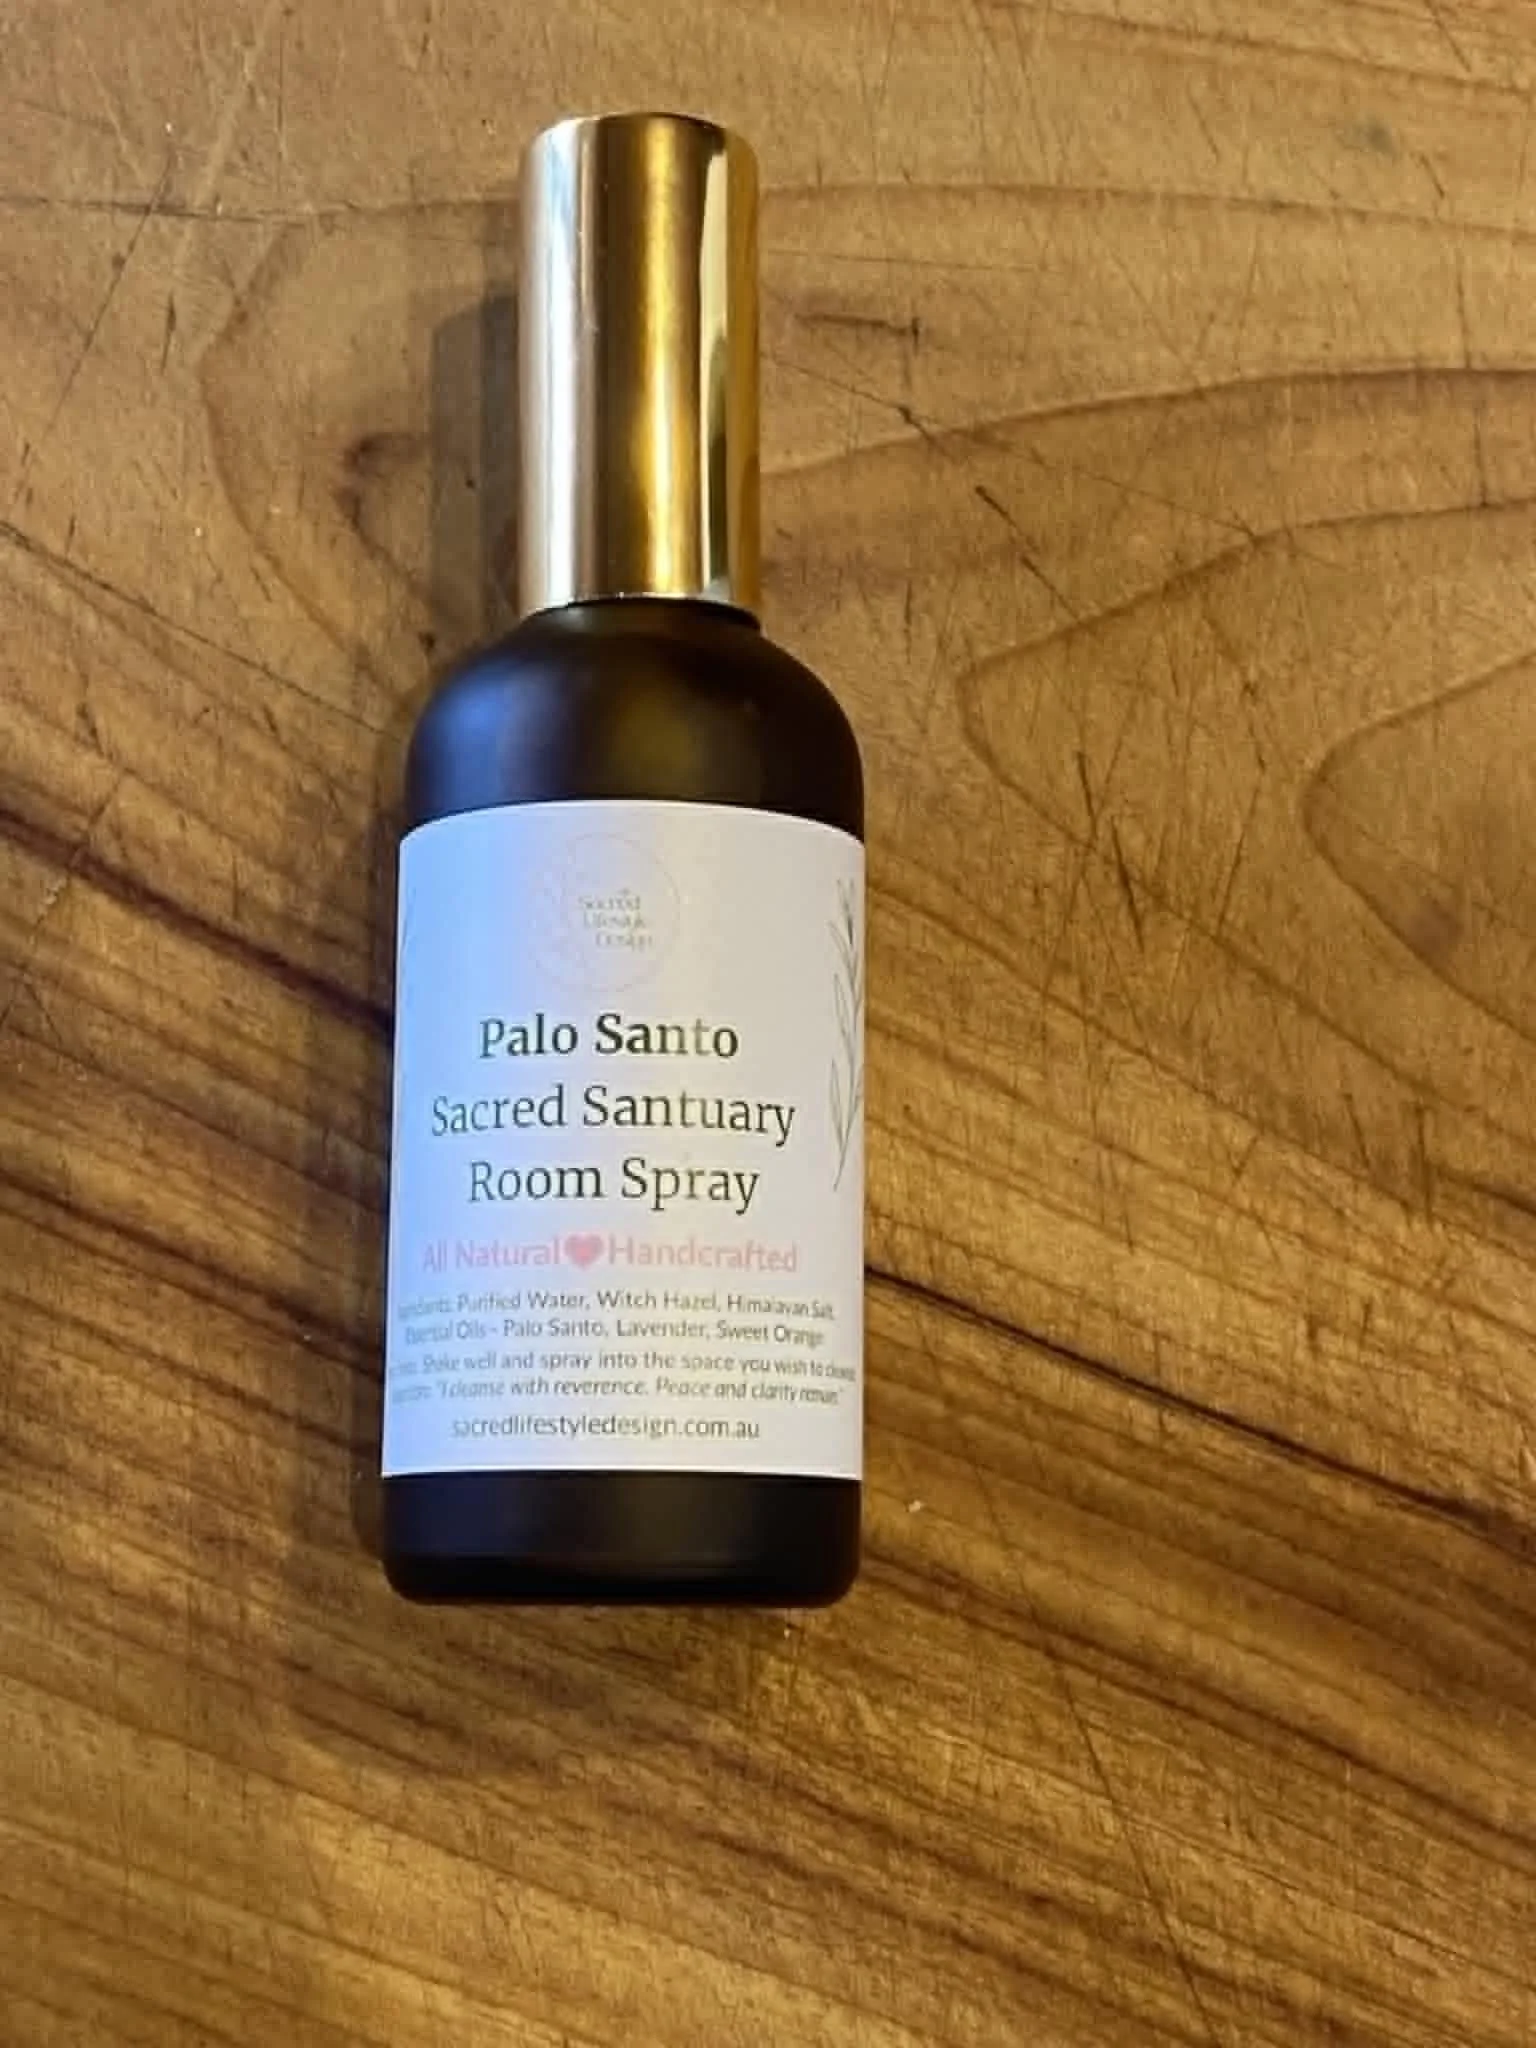 Sacred
Lifestyle
Design
Palo Santo
Sacred Santuary
Room Spray
All Natural❤Handcrafted
Purified Water, Witch Hazel, Himalayan Salt,
Essential Oils - Palo Santo, Lavender, Sweet Orange
Shake well and spray into the space you wish to cleanse
"I cleanse with reverence. Peace and clarity remain."
sacredlifestyledesign.com.au